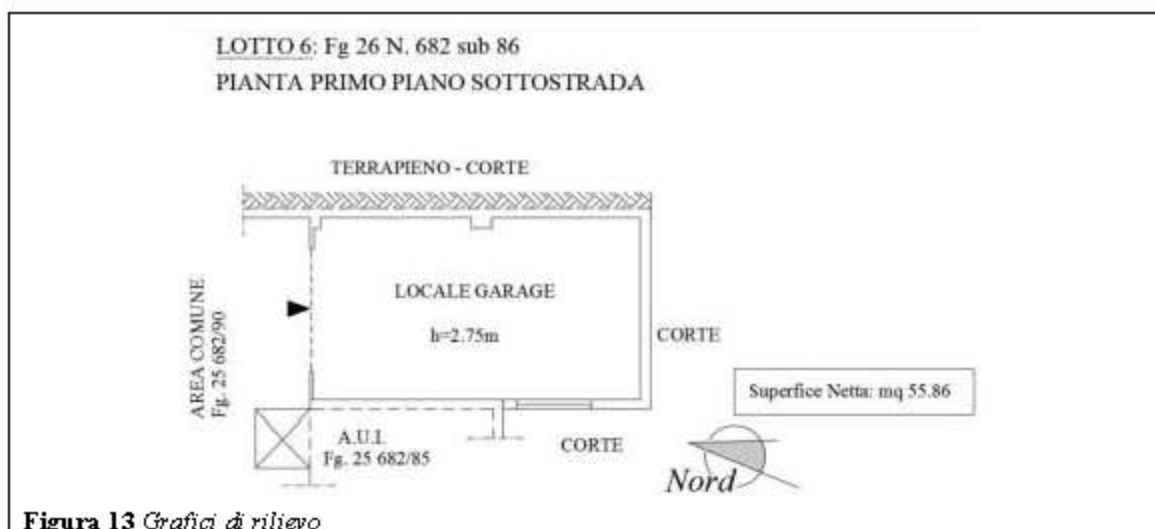 LOTTO 6: Fg 26 N. 682 sub 86
PIANTA PRIMO PIANO SOTTOSTRADA
TERRAPIENO - CORTE
AREA COMUNE
Fg. 25 682/90
LOCALE GARAGE
h=2.75m
CORTE
Superfice Netta: mq 55.86
A.U.I.
Fg. 25 682/85
CORTE
Nord
Figura 13 Grafici di rilievo